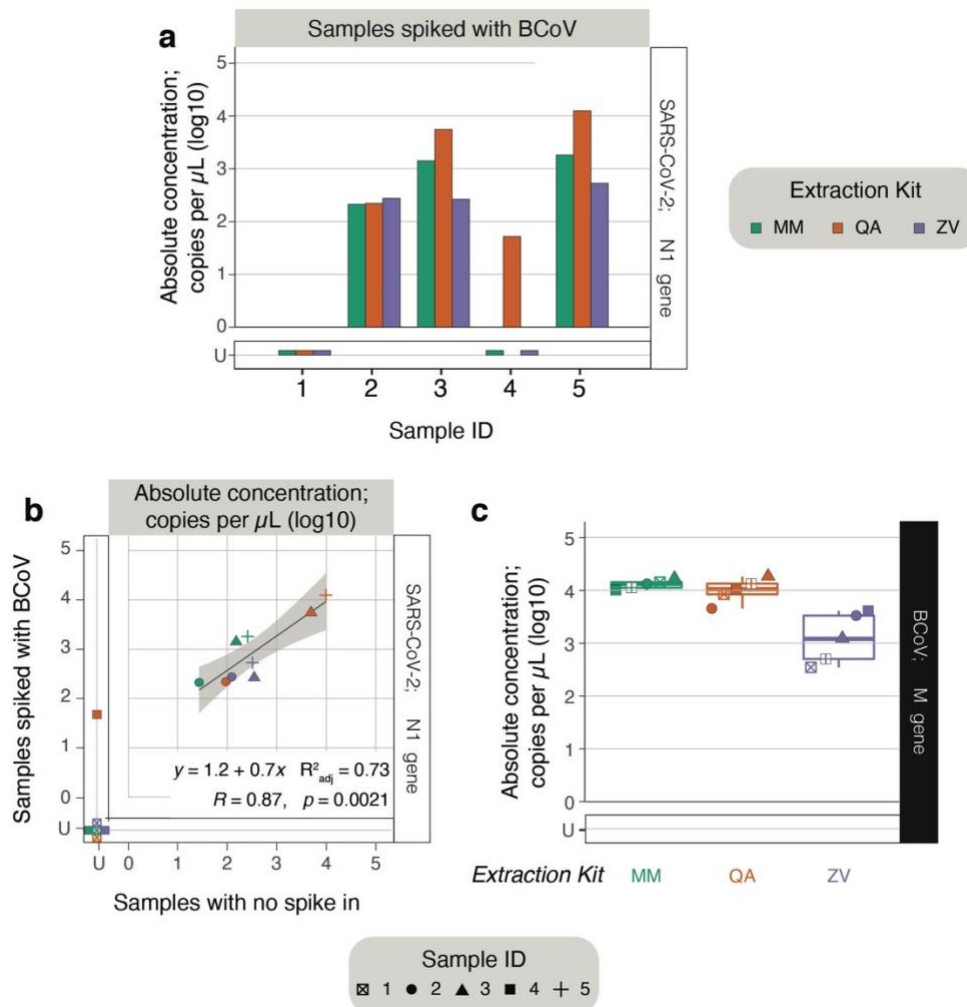 a
Samples spiked with BCoV
Absolute concentration;
copies per µL (log10)
5
4
3
2
1
0
U
1 2 3 4 5
Sample ID
SARS-CoV-2; N1 gene
Extraction Kit
MM QA ZV
b
Absolute concentration;
copies per µL (log10)
Samples spiked with BCoV
5
4
3
2
1
0
U
y = 1.2 + 0.7x R²adj = 0.73
R = 0.87, p = 0.0021
U 0 1 2 3 4 5
Samples with no spike in
SARS-CoV-2; N1 gene
c
Absolute concentration;
copies per µL (log10)
5
4
3
2
1
0
U
BCoV; M gene
Extraction Kit MM QA ZV
Sample ID
1 2 3 4 5